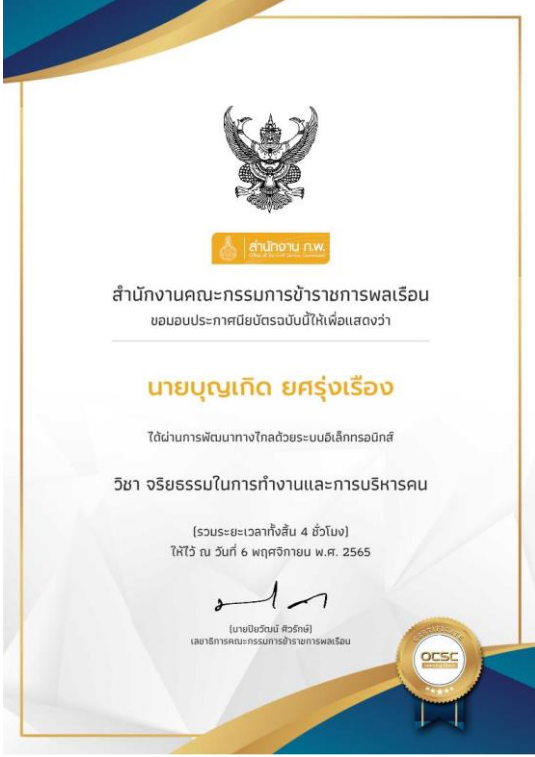 สำนักงาน ก.พ.
Office of the Civil Service Commission
สำนักงานคณะกรรมการข้าราชการพลเรือน
ขอมอบประกาศนียบัตรฉบับนี้ให้เพื่อแสดงว่า
นายบุญเกิด ยศรุ่งเรือง
ได้ผ่านการพัฒนาทางไกลด้วยระบบอิเล็กทรอนิกส์
วิชา จริยธรรมในการทำงานและการบริหารคน
(รวมระยะเวลาทั้งสิ้น 4 ชั่วโมง)
ให้ไว้ ณ วันที่ 6 พฤศจิกายน พ.ศ. 2565
(นายปิยวัฒน์ ศิวรักษ์)
เลขาธิการคณะกรรมการข้าราชการพลเรือน
CERTIFICATE
OCSC